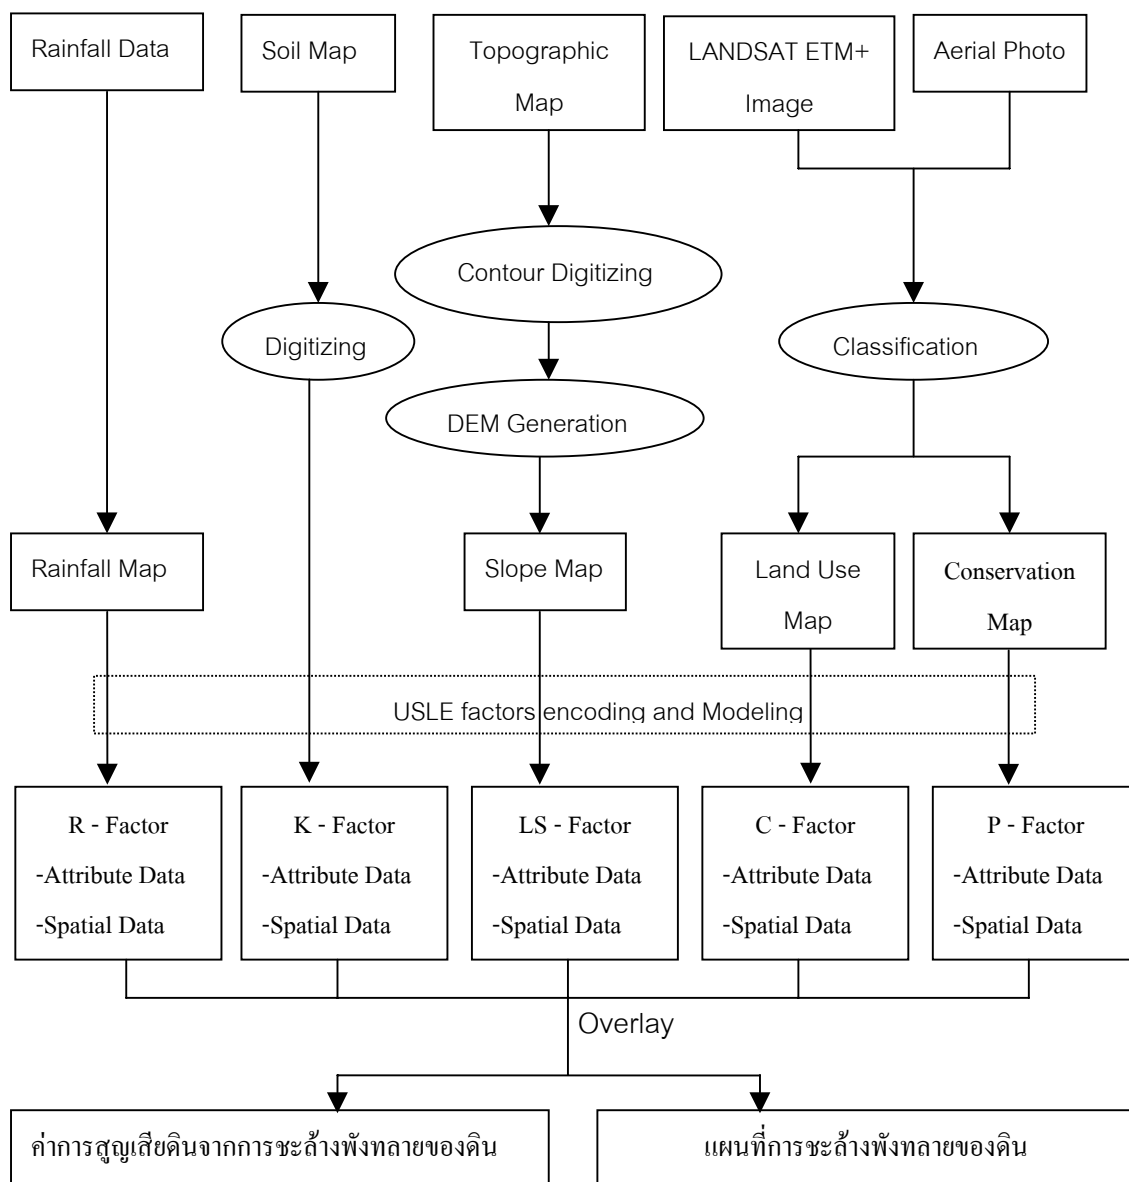 Rainfall Data
Soil Map
Topographic
Map
LANDSAT ETM+
Image
Aerial Photo
Contour Digitizing
Digitizing
Classification
DEM Generation
Rainfall Map
Slope Map
Land Use
Map
Conservation
Map
USLE factors encoding and Modeling
R - Factor
-Attribute Data
-Spatial Data
K - Factor
-Attribute Data
-Spatial Data
LS - Factor
-Attribute Data
-Spatial Data
C - Factor
-Attribute Data
-Spatial Data
P - Factor
-Attribute Data
-Spatial Data
Overlay
ค่าการสูญเสียดินจากการชะล้างพังทลายของดิน
แผนที่การชะล้างพังทลายของดิน